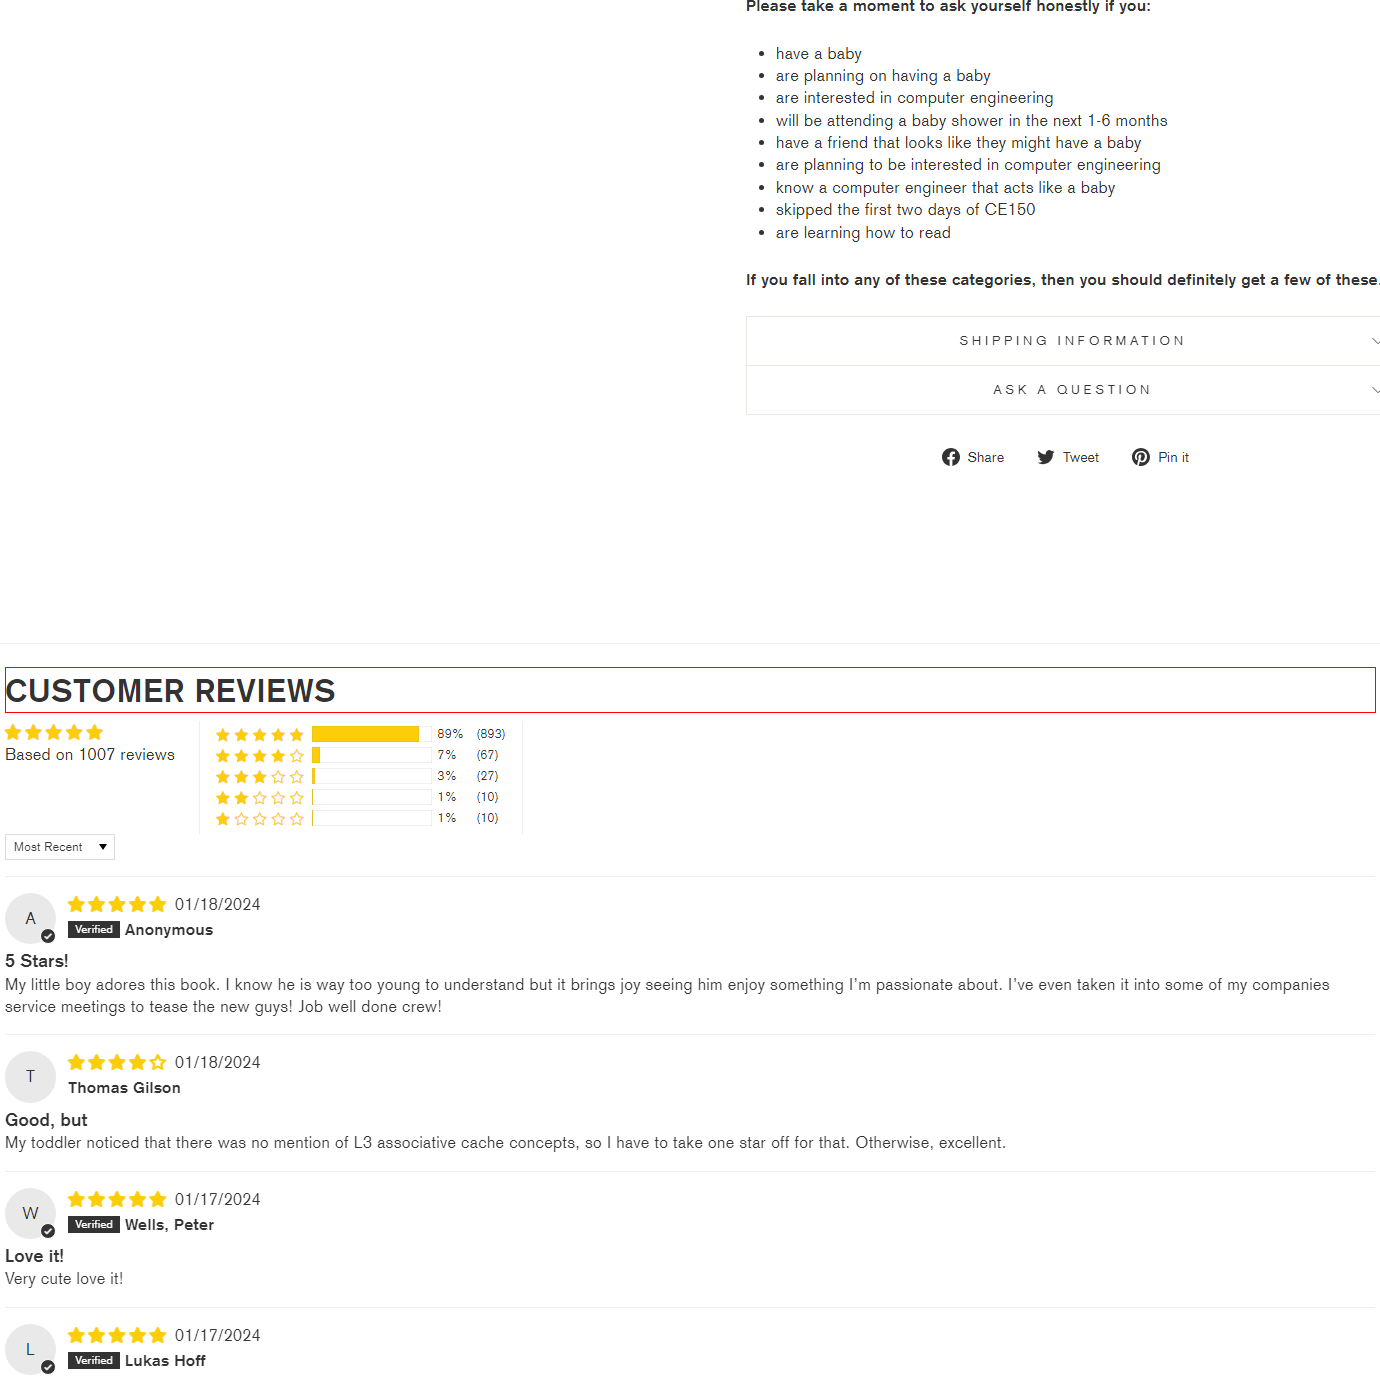 Please take a moment to ask yourself honestly if you:
have a baby
are planning on having a baby
are interested in computer engineering
will be attending a baby shower in the next 1-6 months
have a friend that looks like they might have a baby
are planning to be interested in computer engineering
know a computer engineer that acts like a baby
skipped the first two days of CE150
are learning how to read
If you fall into any of these categories, then you should definitely get a few of these.
SHIPPING INFORMATION
ASK A QUESTION
Share Tweet Pin it
CUSTOMER REVIEWS
Based on 1007 reviews
89% (893)
7% (67)
3% (27)
1% (10)
1% (10)
Most Recent
A
01/18/2024
Verified Anonymous
5 Stars!
My little boy adores this book. I know he is way too young to understand but it brings joy seeing him enjoy something I'm passionate about. I've even taken it into some of my companies
service meetings to tease the new guys! Job well done crew!
T
01/18/2024
Thomas Gilson
Good, but
My toddler noticed that there was no mention of L3 associative cache concepts, so I have to take one star off for that. Otherwise, excellent.
W
01/17/2024
Verified Wells, Peter
Love it!
Very cute love it!
L
01/17/2024
Verified Lukas Hoff